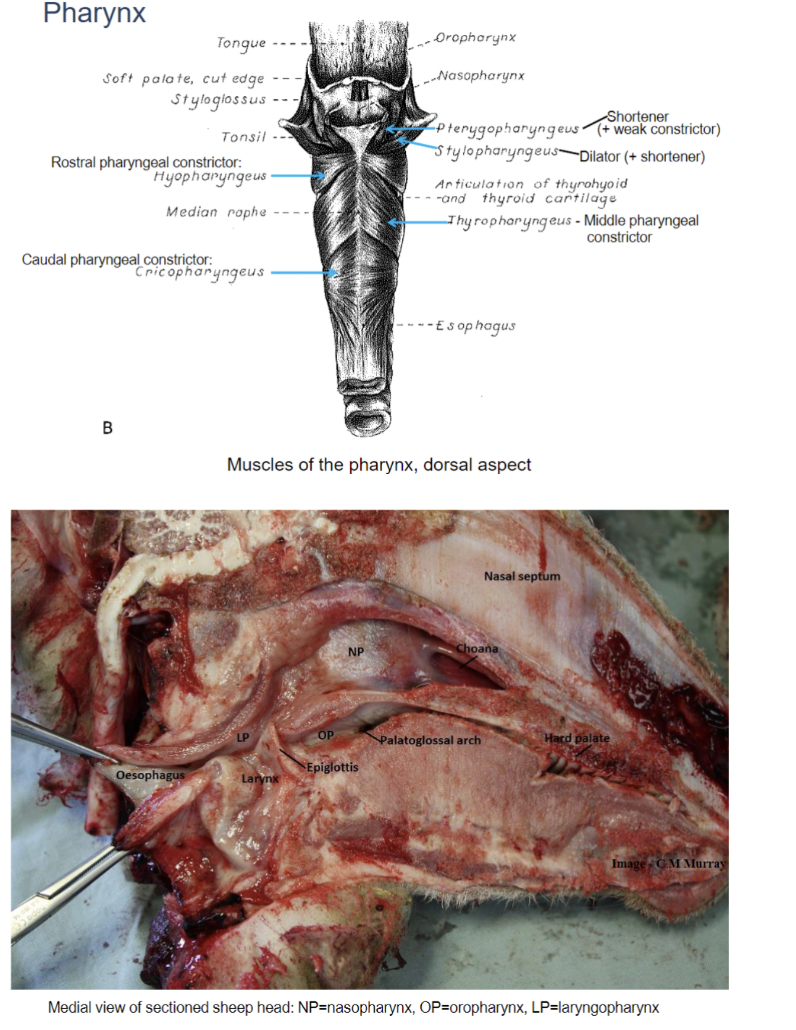 Pharynx
Tongue
Oropharynx
Soft palate, cut edge
Nasopharynx
Styloglossus
Shortener
Pterygopharyngeus
(+ weak constrictor)
Tonsil
Stylopharyngeus
Dilator (+ shortener)
Rostral pharyngeal constrictor:
Hyopharyngeus
Articulation of thyrohyoid
and thyroid cartilage
Median raphe
Thyropharyngeus - Middle pharyngeal
constrictor
Caudal pharyngeal constrictor:
Cricopharyngeus
Esophagus
B
Muscles of the pharynx, dorsal aspect
Nasal septum
NP
Choana
LP
OP
Palatoglossal arch
Hard palate
Oesophagus
Larynx
Epiglottis
Image - C M Murray
Medial view of sectioned sheep head: NP=nasopharynx, OP=oropharynx, LP=laryngopharynx